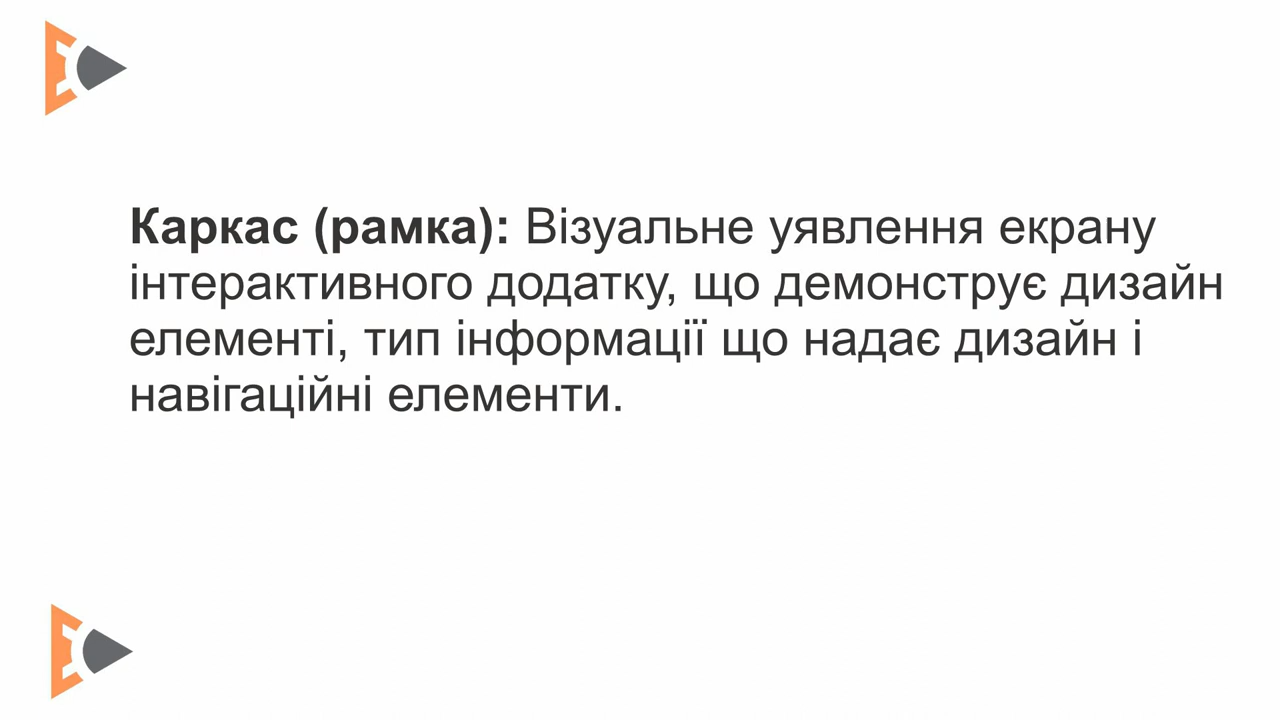 Каркас (рамка): Візуальне уявлення екрану
інтерактивного додатку, що демонструє дизайн
елементі, тип інформації що надає дизайн і
навігаційні елементи.